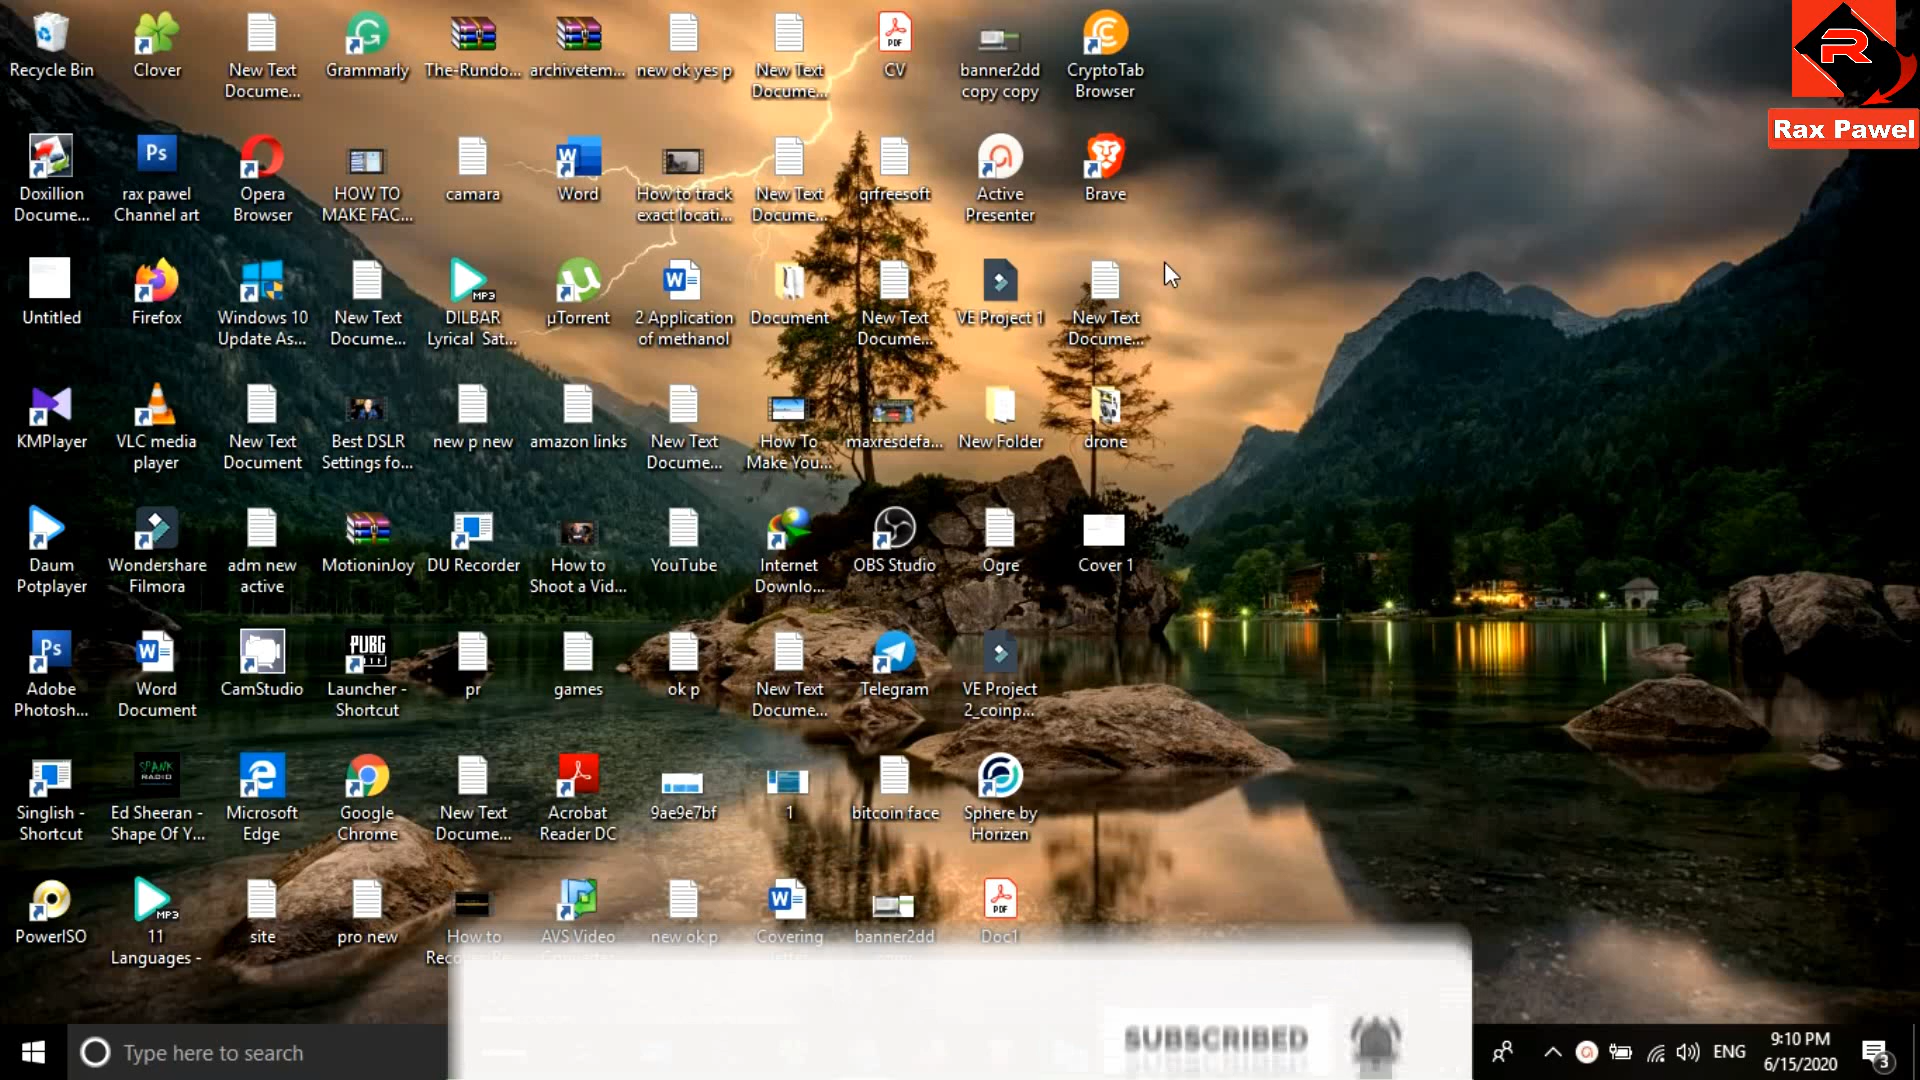 Recycle Bin
Clover
New Text
Docume...
Grammarly
The-Rundo...
archivetem...
new ok yes p
New Text
Docume...
CV
banner2dd
copy copy
CryptoTab
Browser
R
Rax Pawel
Doxillion
Docume...
rax pawel
Channel art
Opera
Browser
HOW TO
MAKE FAC...
camara
Word
How to track
exact locati...
New Text
Docume...
qrfreesoft
Active
Presenter
Brave
Untitled
Firefox
Windows 10
Update As...
New Text
Docume...
DILBAR
Lyrical Sat...
µTorrent
2 Application
of methanol
Document
New Text
Docume...
VE Project 1
New Text
Docume...
KMPlayer
VLC media
player
New Text
Document
Best DSLR
Settings fo...
new p new
amazon links
New Text
Docume...
How To
Make You...
maxresdefa...
New Folder
drone
Daum
Potplayer
Wondershare
Filmora
adm new
active
MotioninJoy
DU Recorder
How to
Shoot a Vid...
YouTube
Internet
Downlo...
OBS Studio
Ogre
Cover 1
Adobe
Photosh...
Word
Document
CamStudio
PUBG
Launcher -
Shortcut
pr
games
ok p
New Text
Docume...
Telegram
VE Project
2_coinp...
Singlish -
Shortcut
SPANK
RADIO
Ed Sheeran -
Shape Of Y...
Microsoft
Edge
Google
Chrome
New Text
Docume...
Acrobat
Reader DC
9ae9e7bf
1
bitcoin face
Sphere by
Horizen
PowerISO
11
Languages -
site
pro new
How to
AVS Video
new ok p
Covering
letter
banner2dd
Doc1
SUBSCRIBED
Type here to search
ENG
9:10 PM
6/15/2020
3